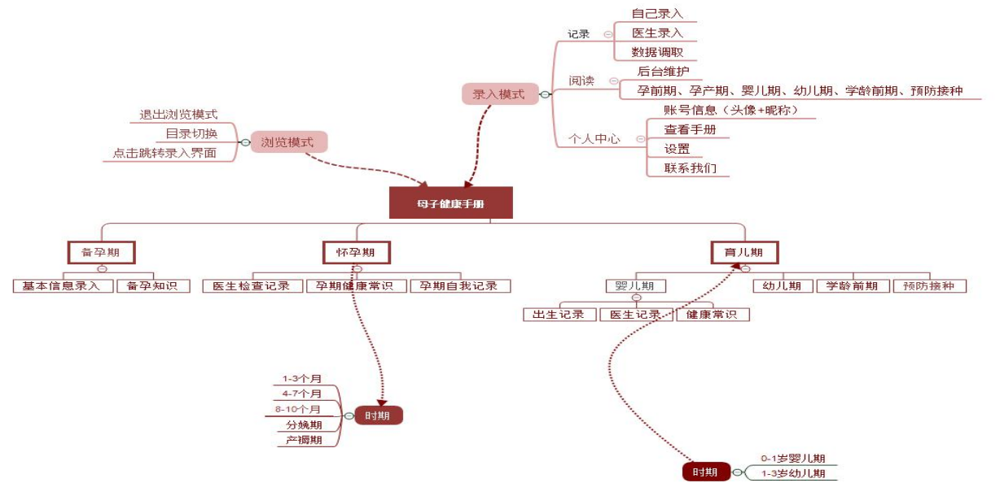 自己录入
记录
医生录入
数据调取
后台维护
阅读
孕前期、孕产期、婴儿期、幼儿期、学龄前期、预防接种
录入模式
账号信息（头像+昵称）
查看手册
个人中心
设置
联系我们
退出浏览模式
目录切换
浏览模式
点击跳转录入界面
母子健康手册
备孕期
怀孕期
育儿期
基本信息录入
备孕知识
医生检查记录
孕期健康常识
孕期自我记录
婴儿期
幼儿期
学龄前期
预防接种
出生记录
医生记录
健康常识
1-3个月
4-7个月
8-10个月
分娩期
产褥期
时期
时期
0-1岁婴儿期
1-3岁幼儿期